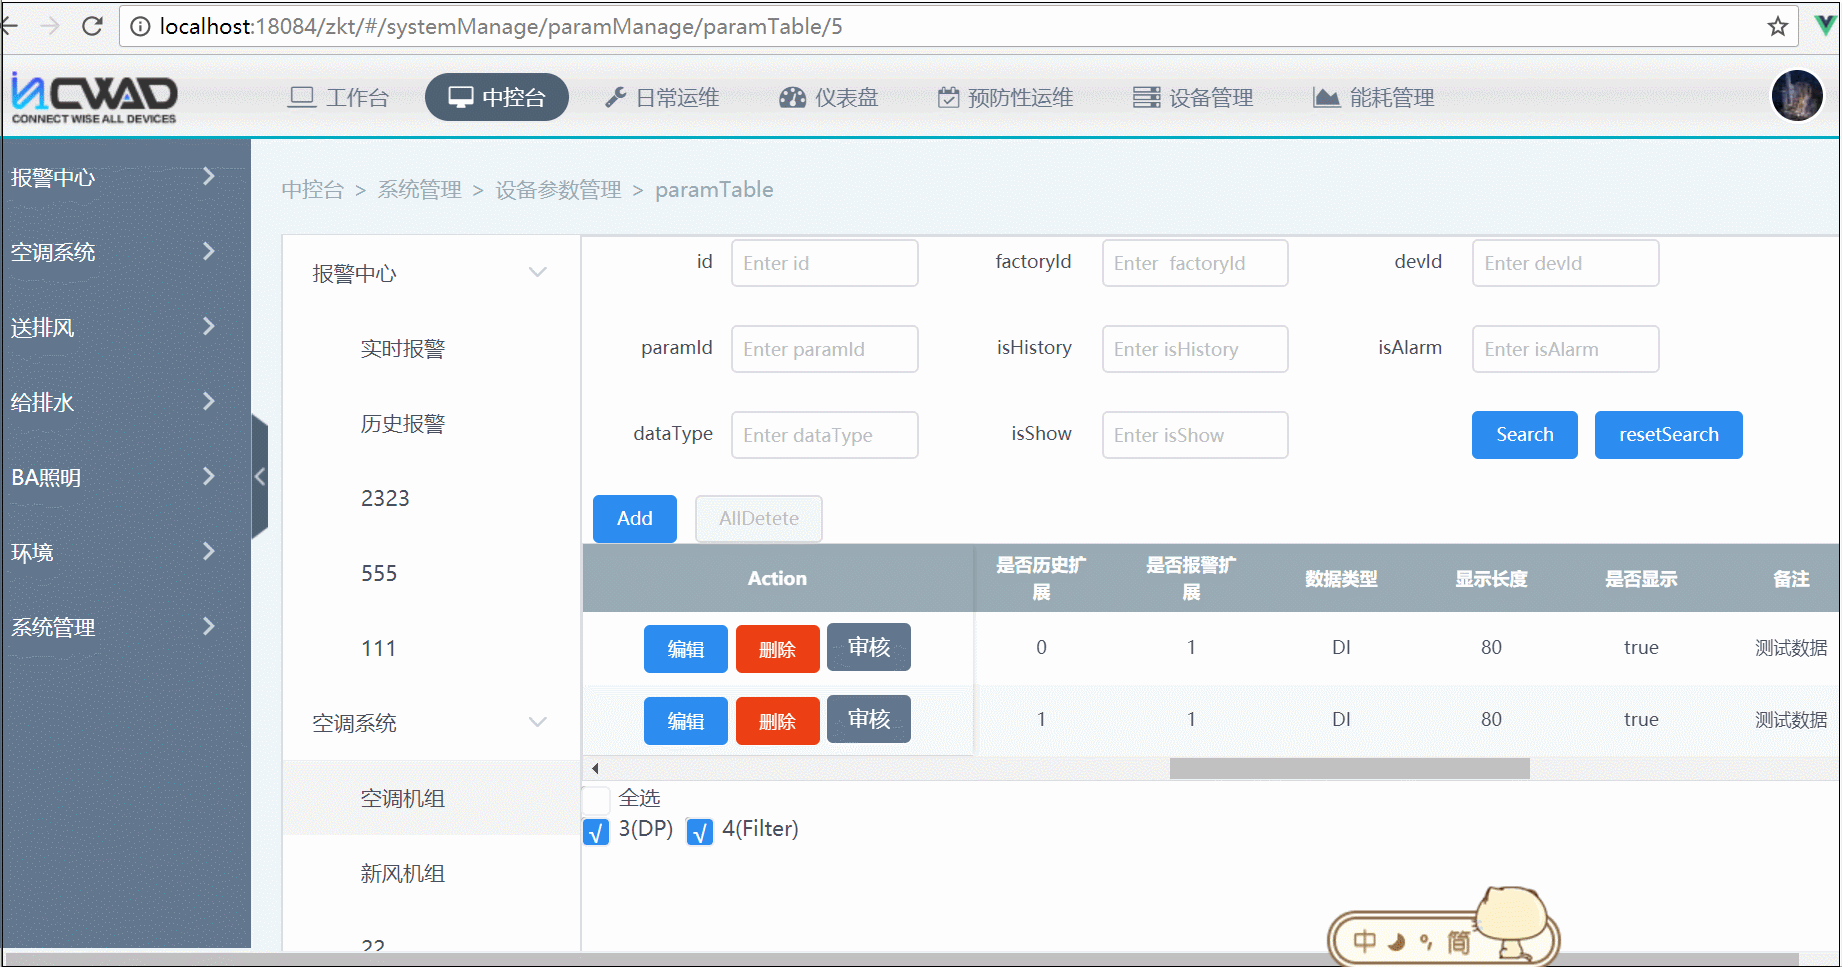 localhost:18084/zkt/#/systemManage/paramManage/paramTable/5
inCWAD
CONNECT WISE ALL DEVICES
工作台 中控台 日常运维 仪表盘 预防性运维 设备管理 能耗管理
报警中心
空调系统
送排风
给排水
BA照明
环境
系统管理
中控台 > 系统管理 > 设备参数管理 > paramTable
报警中心
实时报警
历史报警
2323
555
111
空调系统
空调机组
新风机组
22
id Enter id factoryId Enter factoryId devId Enter devId
paramId Enter paramId isHistory Enter isHistory isAlarm Enter isAlarm
dataType Enter dataType isShow Enter isShow Search resetSearch
Add AllDetete
Action 是否历史扩展 是否报警扩展 数据类型 显示长度 是否显示 备注
编辑 删除 审核 0 1 DI 80 true 测试数据
编辑 删除 审核 1 1 DI 80 true 测试数据
全选
√ 3(DP) √ 4(Filter)
中 简